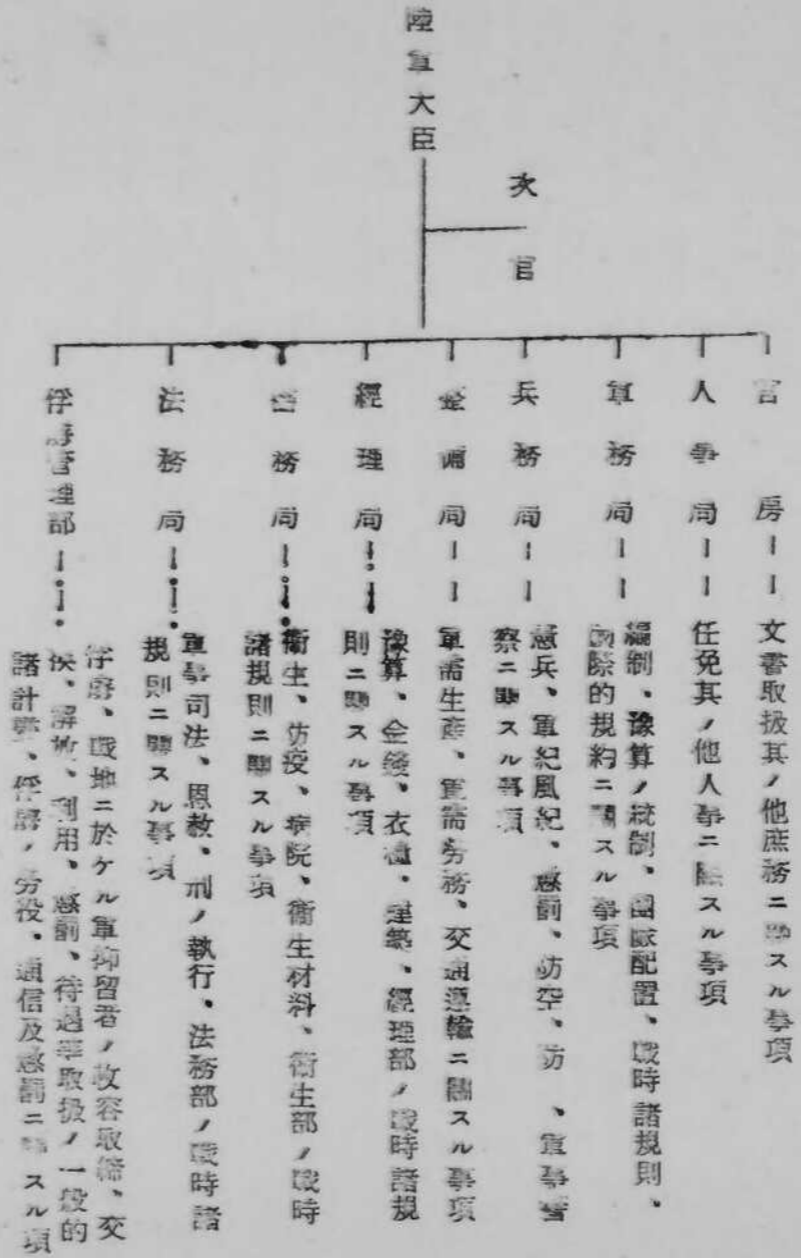 陸軍大臣
次官
官房 文書取扱其ノ他庶務ニ關スル事項
人事局 任免其ノ他人事ニ關スル事項
軍務局 編制、豫算ノ統制、團隊配置、戰時諸規則、
國際的規約ニ關スル事項
兵務局 憲兵、軍紀風紀、懲罰、防空、防 、軍事警
察ニ關スル事項
整備局 軍需生產、軍需勞務、交通運輸ニ關スル事項
經理局 豫算、金錢、衣糧、建築、經理部ノ戰時諸規
則ニ關スル事項
醫務局 衞生、防疫、病院、衞生材料、衞生部ノ戰時
諸規則ニ關スル事項
法務局 軍事司法、恩赦、刑ノ執行、法務部ノ戰時諸
規則ニ關スル事項
俘虜管理部 俘虜、戰地ニ於ケル軍抑留者ノ收容取締、交
換、解放、利用、懲罰、待遇等取扱ノ一般的
諸計畫、俘虜ノ勞役、通信及懲罰ニ關スル項